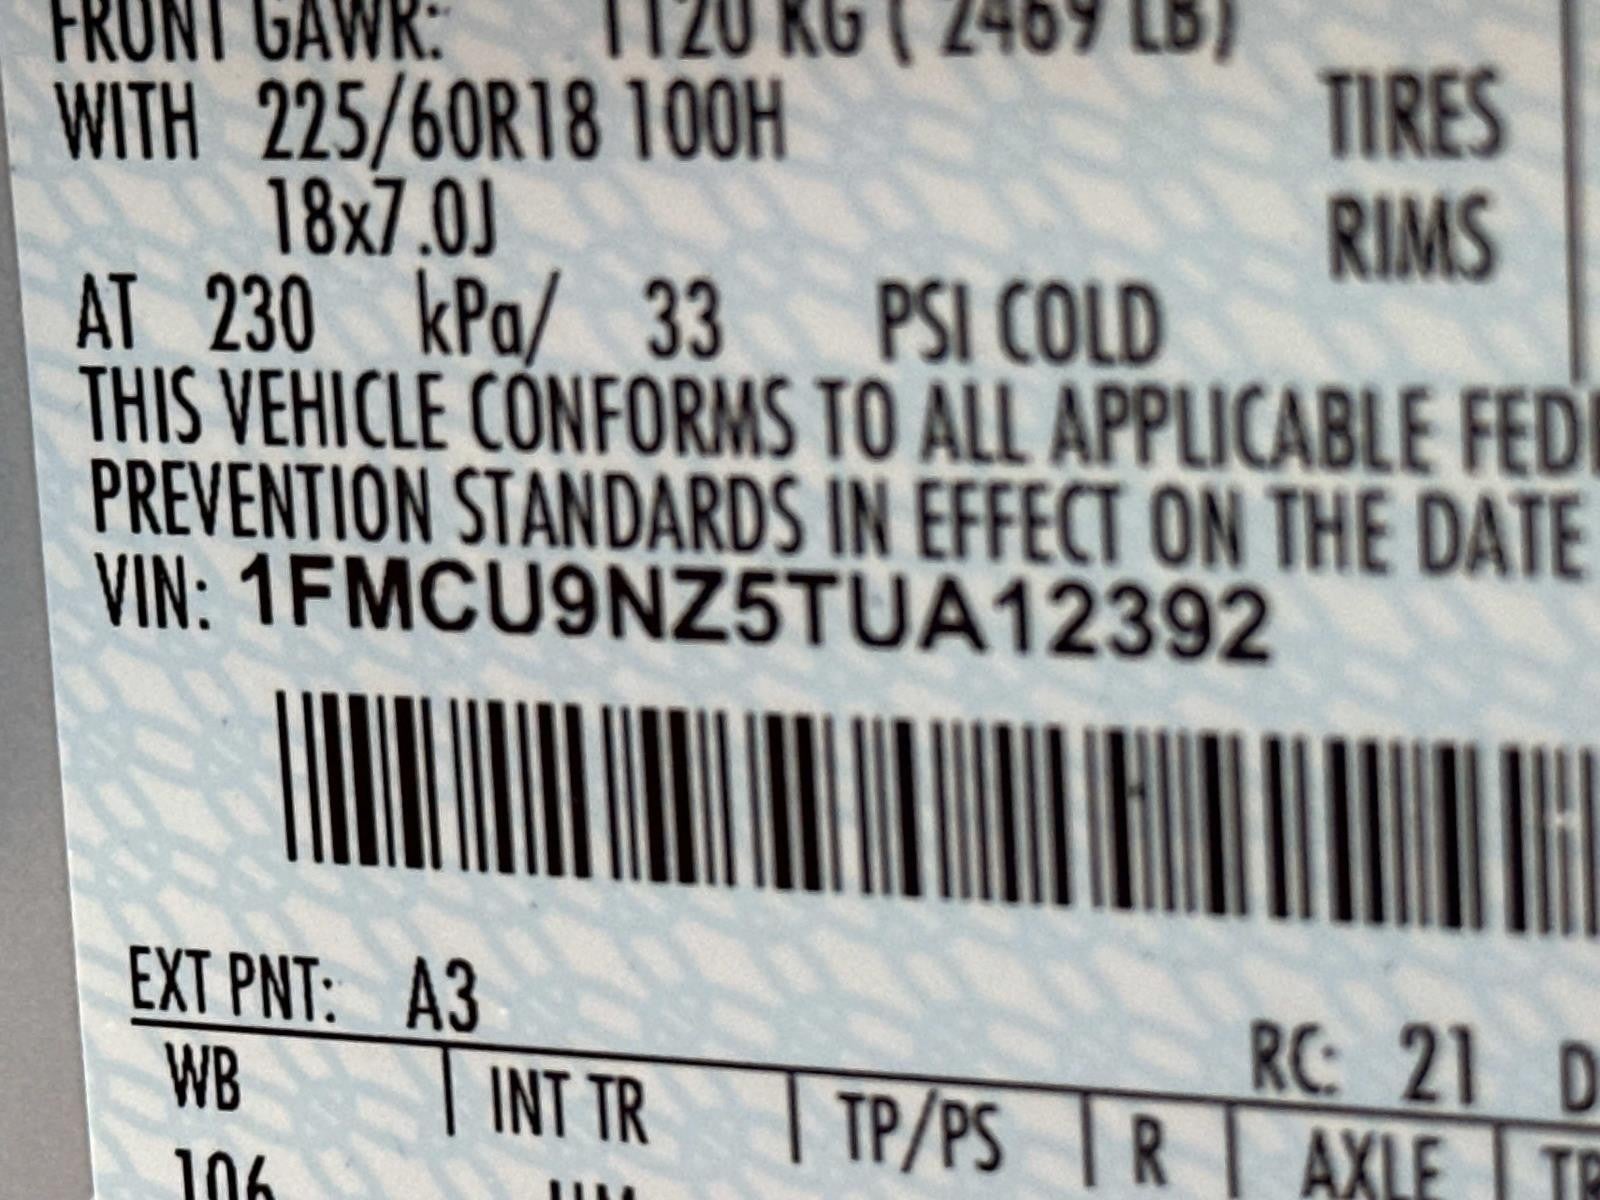 FRONT GAWR: 1120 KG ( 2469 LB)
WITH 225/60R18 100H TIRES
18x7.0J RIMS
AT 230 kPa/ 33 PSI COLD
THIS VEHICLE CONFORMS TO ALL APPLICABLE FED
PREVENTION STANDARDS IN EFFECT ON THE DATE
VIN: 1FMCU9NZ5TUA12392
EXT PNT: A3
RC: 21 D
WB INT TR TP/PS R AXLE TR
106